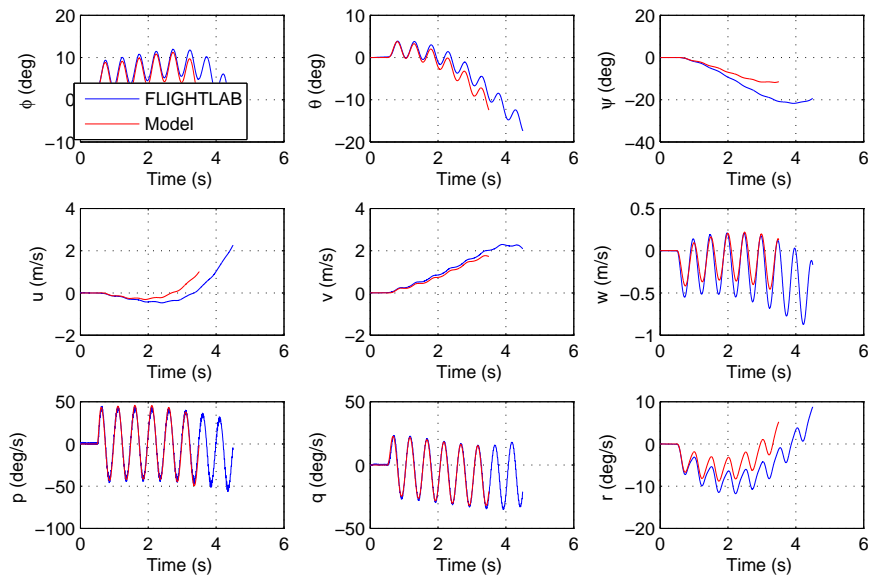 20
10
0
−10
0 2 4 6
Time (s)
ϕ (deg)
FLIGHTLAB
Model
10
0
−10
−20
0 2 4 6
Time (s)
θ (deg)
20
0
−20
−40
0 2 4 6
Time (s)
ψ (deg)
4
2
0
−2
0 2 4 6
Time (s)
u (m/s)
4
2
0
−2
0 2 4 6
Time (s)
v (m/s)
0.5
0
−0.5
−1
0 2 4 6
Time (s)
w (m/s)
50
0
−50
−100
0 2 4 6
Time (s)
p (deg/s)
50
0
−50
0 2 4 6
Time (s)
q (deg/s)
10
0
−10
−20
0 2 4 6
Time (s)
r (deg/s)